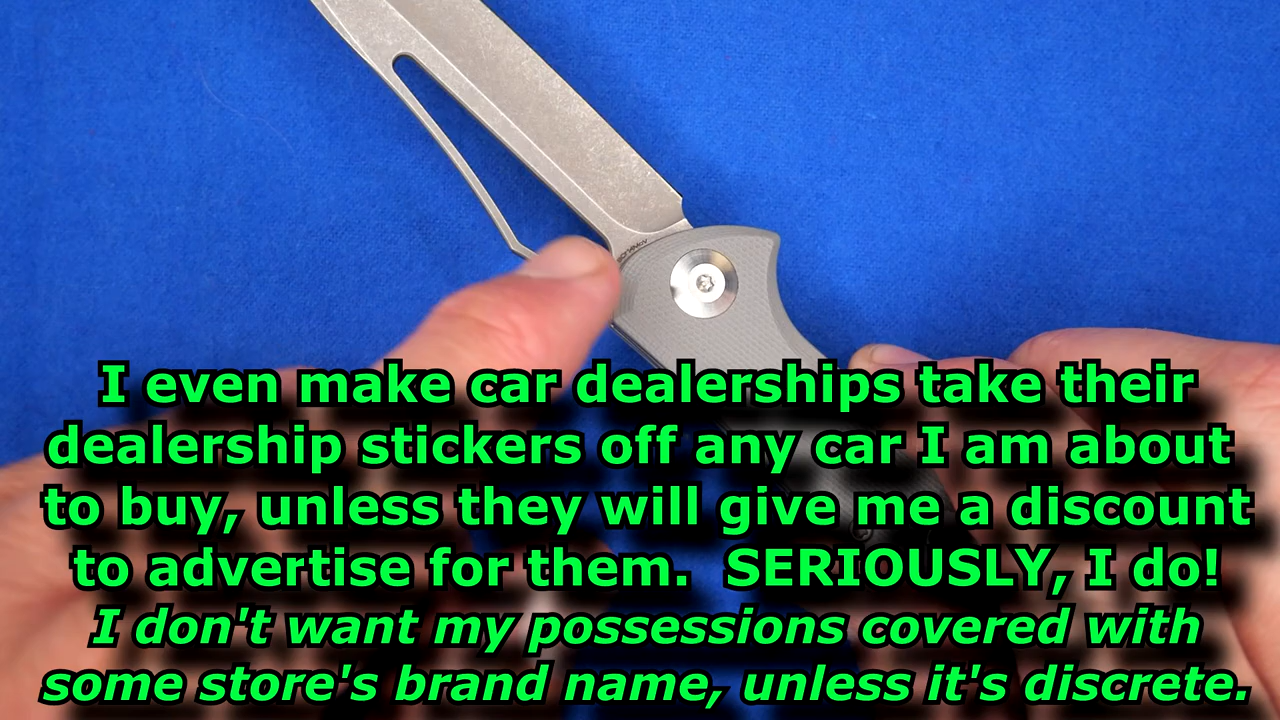 I even make car dealerships take their
dealership stickers off any car I am about
to buy, unless they will give me a discount
to advertise for them.  SERIOUSLY, I do!
I don't want my possessions covered with
some store's brand name, unless it's discrete.